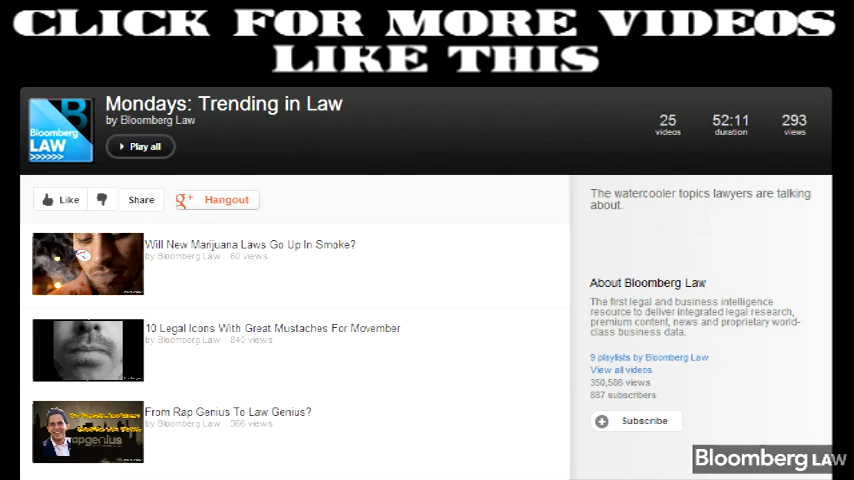 CLICK FOR MORE VIDEOS
LIKE THIS
Bloomberg
LAW
Mondays: Trending in Law
by Bloomberg Law
Play all
25
videos
52:11
duration
293
views
Like
Share
g+ Hangout
Will New Marijuana Laws Go Up In Smoke?
by Bloomberg Law 60 views
10 Legal Icons With Great Mustaches For Movember
by Bloomberg Law 840 views
From Rap Genius To Law Genius?
by Bloomberg Law 366 views
rapgenius
The watercooler topics lawyers are talking
about.
About Bloomberg Law
The first legal and business intelligence
resource to deliver integrated legal research,
premium content, news and proprietary world-
class business data.
9 playlists by Bloomberg Law
View all videos
350,586 views
887 subscribers
Subscribe
Bloomberg LAW